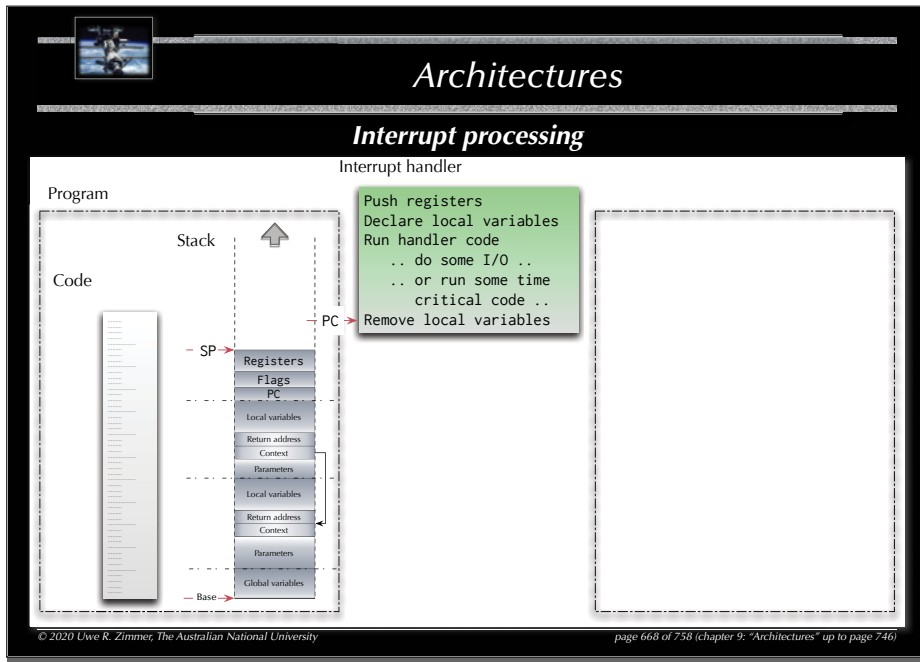 Architectures
Interrupt processing
Interrupt handler
Program
Push registers
Declare local variables
Run handler code
.. do some I/O ..
.. or run some time
critical code ..
Remove local variables
Stack
Code
PC
SP
Registers
Flags
PC
Local variables
Return address
Context
Parameters
Local variables
Return address
Context
Parameters
Global variables
Base
© 2020 Uwe R. Zimmer, The Australian National University
page 668 of 758 (chapter 9: "Architectures" up to page 746)